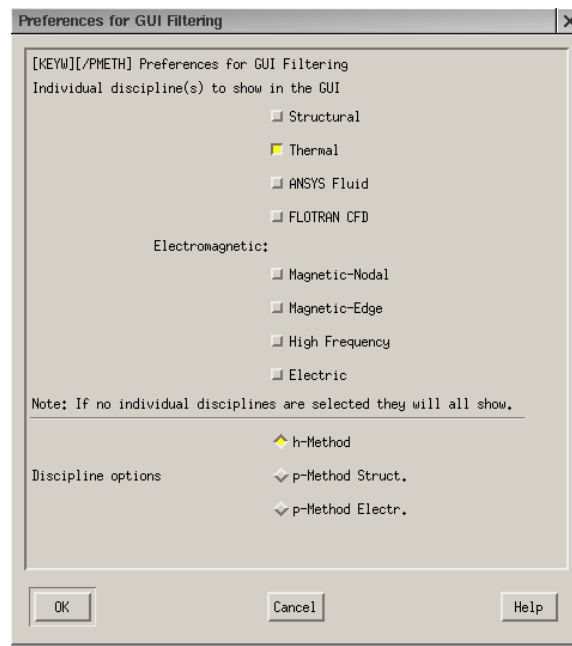 Preferences for GUI Filtering
[KEYW][/PMETH] Preferences for GUI Filtering
Individual discipline(s) to show in the GUI
Structural
Thermal
ANSYS Fluid
FLOTRAN CFD
Electromagnetic:
Magnetic-Nodal
Magnetic-Edge
High Frequency
Electric
Note: If no individual disciplines are selected they will all show.
h-Method
Discipline options p-Method Struct.
p-Method Electr.
OK Cancel Help